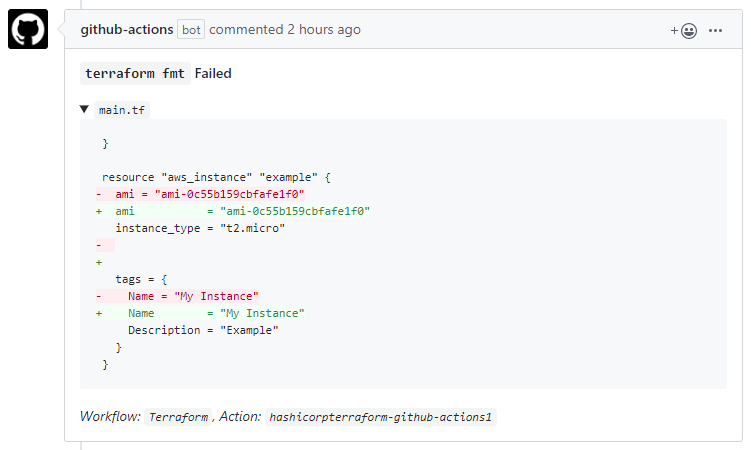 github-actions bot commented 2 hours ago
terraform fmt Failed
main.tf
}
resource "aws_instance" "example" {
-  ami = "ami-0c55b159cbfafe1f0"
+  ami           = "ami-0c55b159cbfafe1f0"
   instance_type = "t2.micro"
-
+
   tags = {
-    Name = "My Instance"
+    Name        = "My Instance"
     Description = "Example"
   }
}
Workflow: Terraform, Action: hashicorpterraform-github-actions1